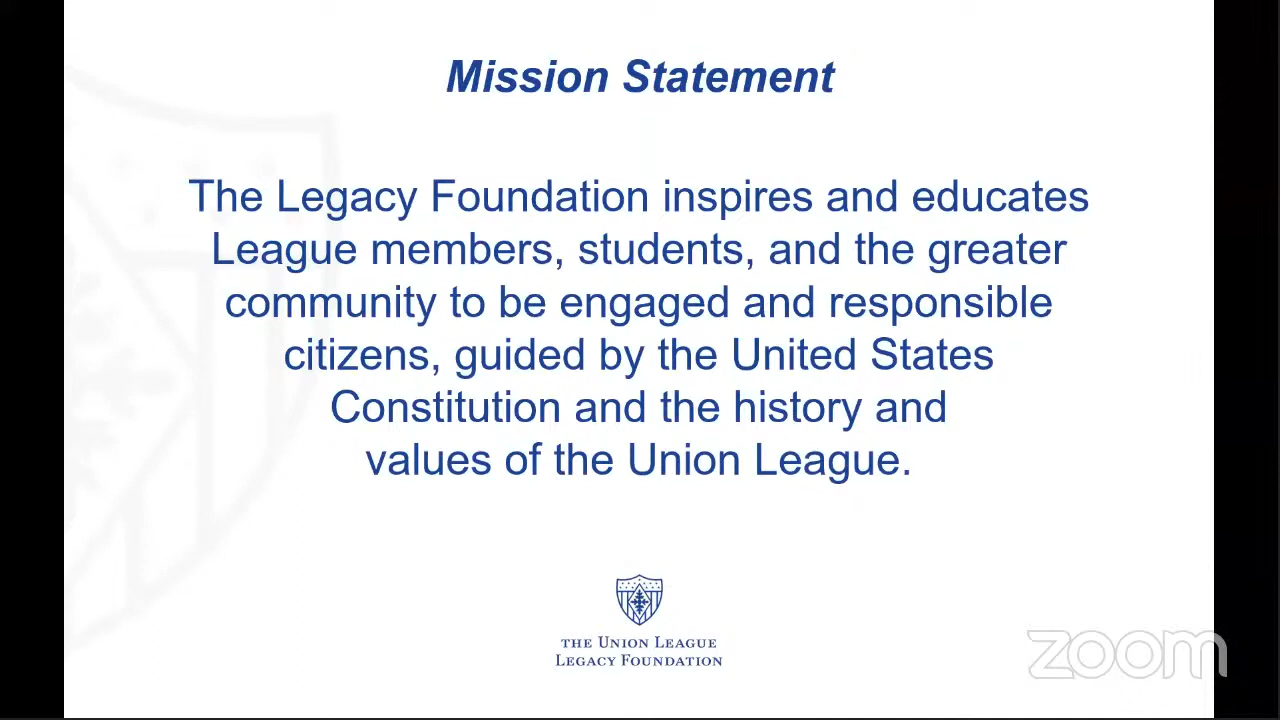 Mission Statement
The Legacy Foundation inspires and educates
League members, students, and the greater
community to be engaged and responsible
citizens, guided by the United States
Constitution and the history and
values of the Union League.
THE UNION LEAGUE
LEGACY FOUNDATION
zoom